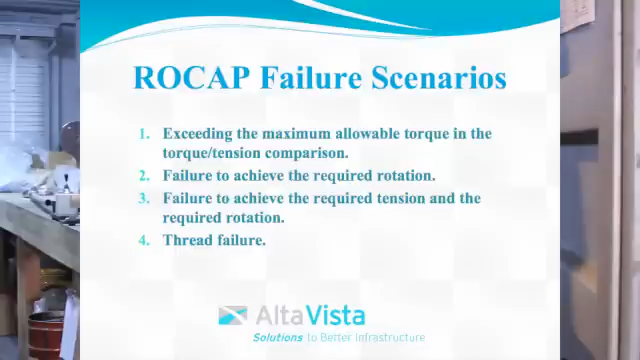 ROCAP Failure Scenarios
1. Exceeding the maximum allowable torque in the
torque/tension comparison.
2. Failure to achieve the required rotation.
3. Failure to achieve the required tension and the
required rotation.
4. Thread failure.
AltaVista
Solutions to Better Infrastructure